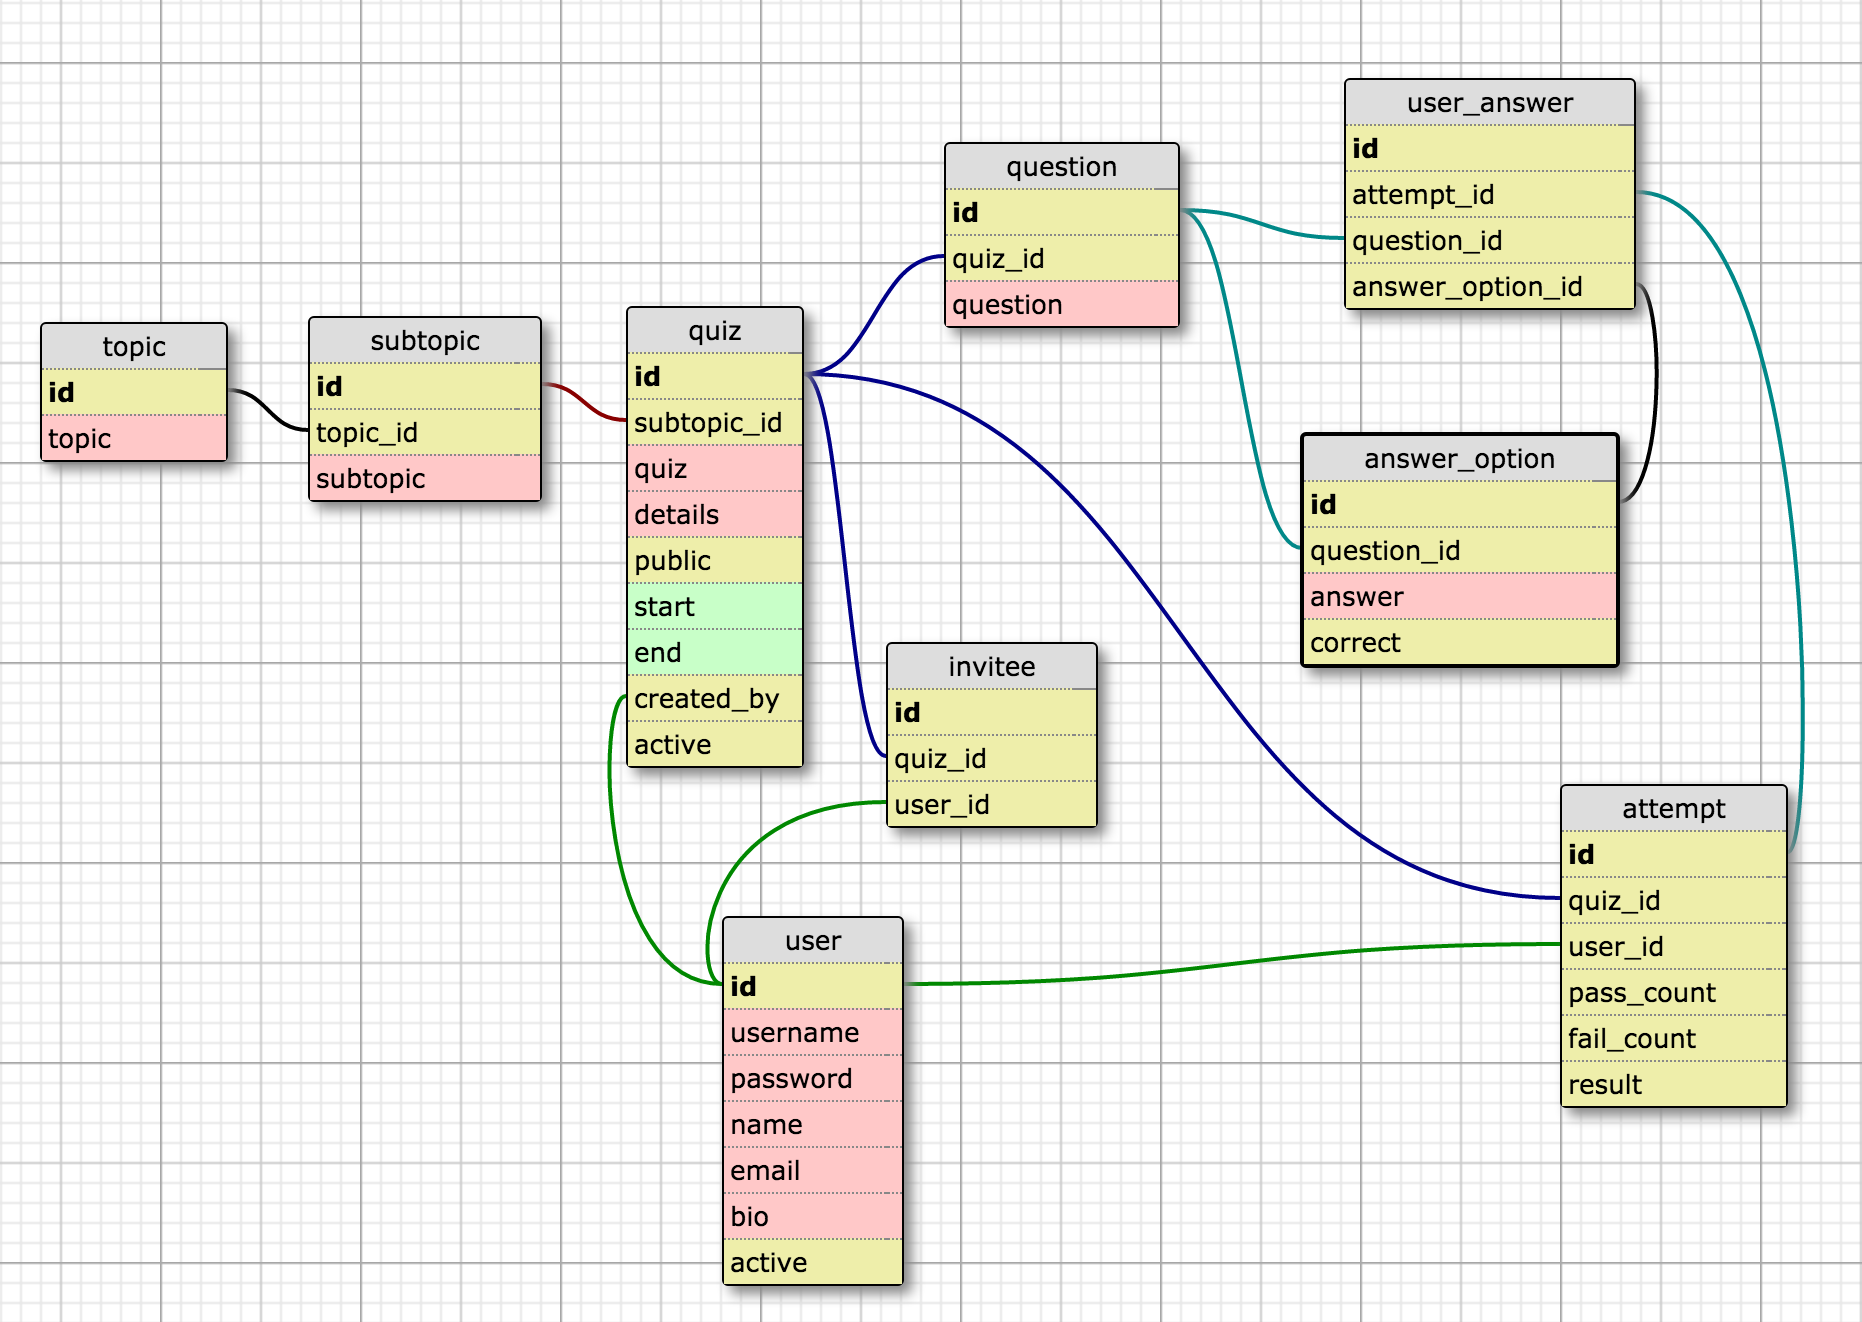 topic
id
topic
subtopic
id
topic_id
subtopic
quiz
id
subtopic_id
quiz
details
public
start
end
created_by
active
question
id
quiz_id
question
user_answer
id
attempt_id
question_id
answer_option_id
answer_option
id
question_id
answer
correct
invitee
id
quiz_id
user_id
user
id
username
password
name
email
bio
active
attempt
id
quiz_id
user_id
pass_count
fail_count
result